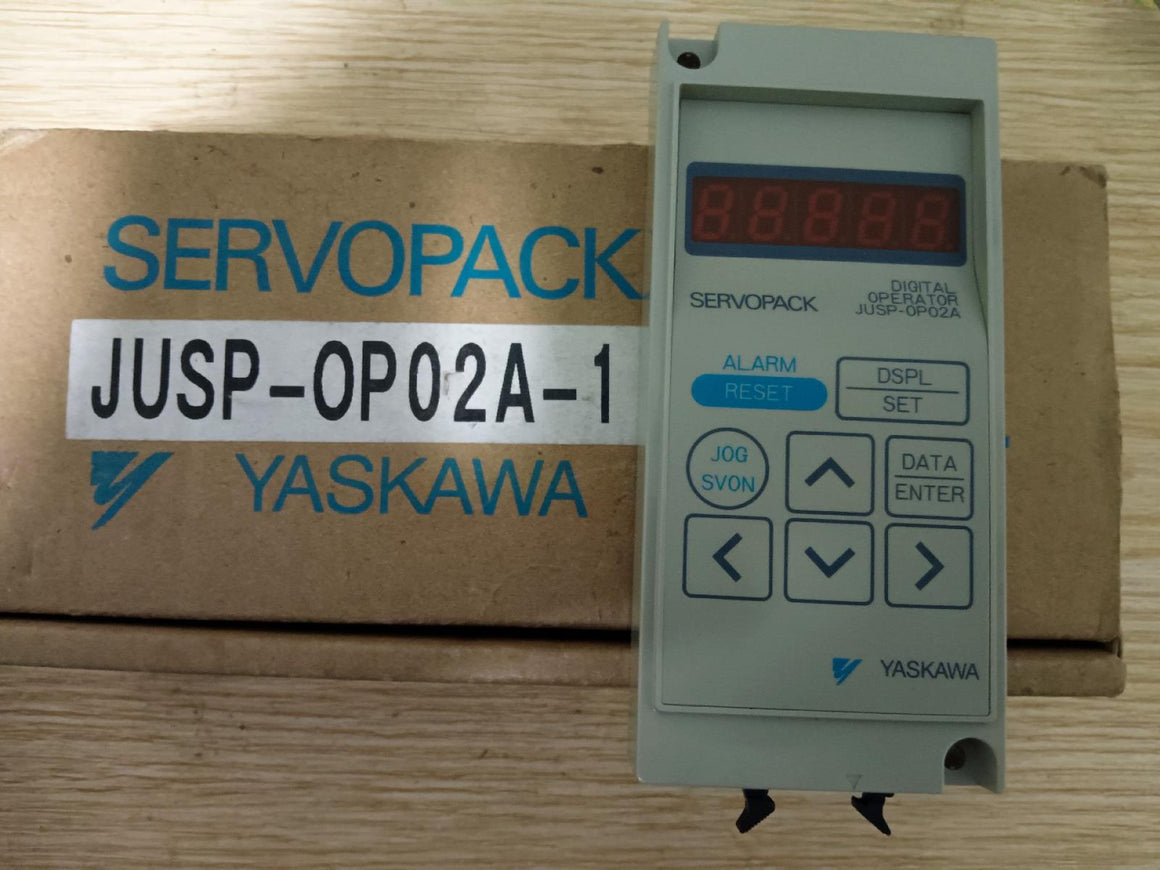 SERVOPACK
JUSP-OP02A-1
YASKAWA
88888
SERVOPACK
DIGITAL
OPERATOR
JUSP-OP02A
ALARM
RESET
DSPL
SET
JOG
SVON
DATA
ENTER
YASKAWA